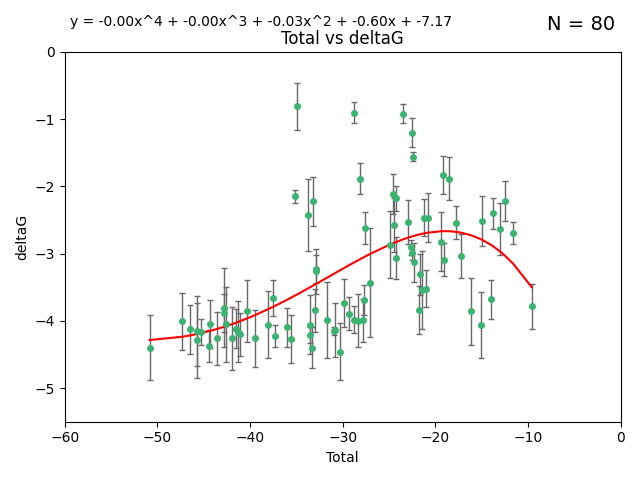 y = -0.00x^4 + -0.00x^3 + -0.03x^2 + -0.60x + -7.17
N = 80
Total vs deltaG
0
−1
−2
−3
−4
−5
deltaG
−60 −50 −40 −30 −20 −10 0
Total